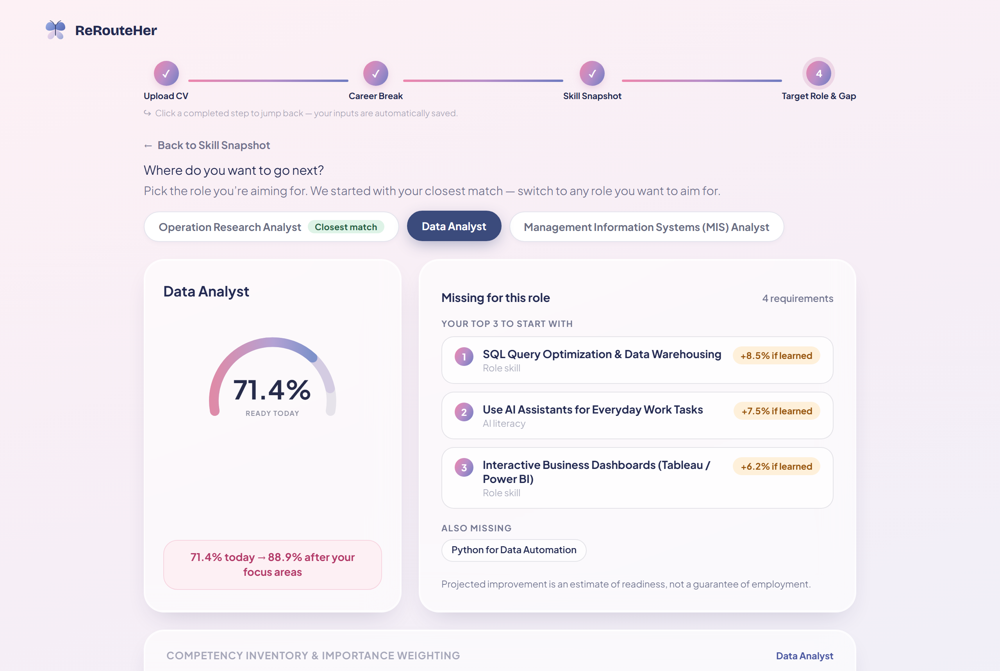 ReRouteHer
✓ ✓ ✓ 4
Upload CV Career Break Skill Snapshot Target Role & Gap
↪ Click a completed step to jump back — your inputs are automatically saved.
← Back to Skill Snapshot
Where do you want to go next?
Pick the role you’re aiming for. We started with your closest match — switch to any role you want to aim for.
Operation Research Analyst Closest match Data Analyst Management Information Systems (MIS) Analyst
Data Analyst
71.4%
READY TODAY
71.4% today → 88.9% after your
focus areas
Missing for this role 4 requirements
YOUR TOP 3 TO START WITH
1 SQL Query Optimization & Data Warehousing +8.5% if learned
Role skill
2 Use AI Assistants for Everyday Work Tasks +7.5% if learned
AI literacy
3 Interactive Business Dashboards (Tableau / +6.2% if learned
Power BI)
Role skill
ALSO MISSING
Python for Data Automation
Projected improvement is an estimate of readiness, not a guarantee of employment.
COMPETENCY INVENTORY & IMPORTANCE WEIGHTING Data Analyst